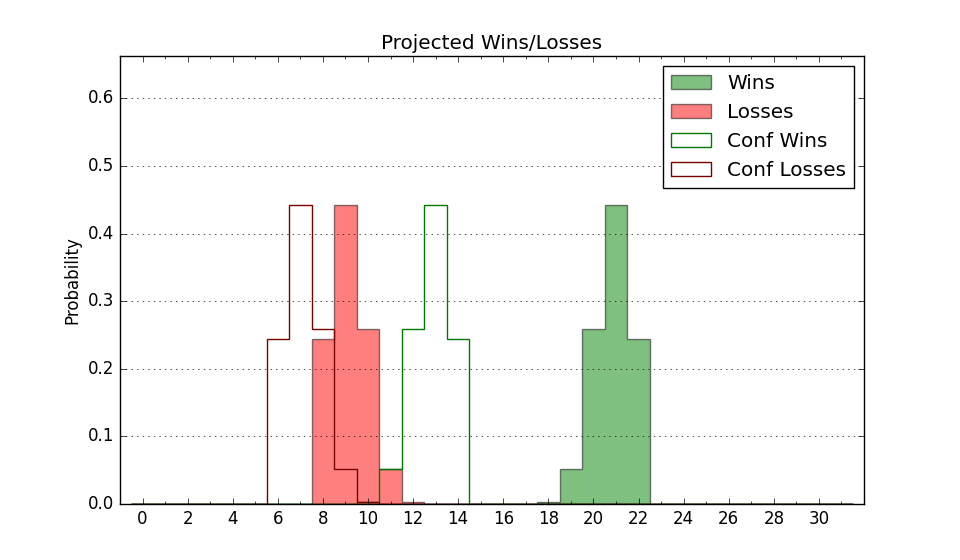 Projected Wins/Losses
Wins
Losses
Conf Wins
Conf Losses
Probability
0.6
0.5
0.4
0.3
0.2
0.1
0.0
0 2 4 6 8 10 12 14 16 18 20 22 24 26 28 30